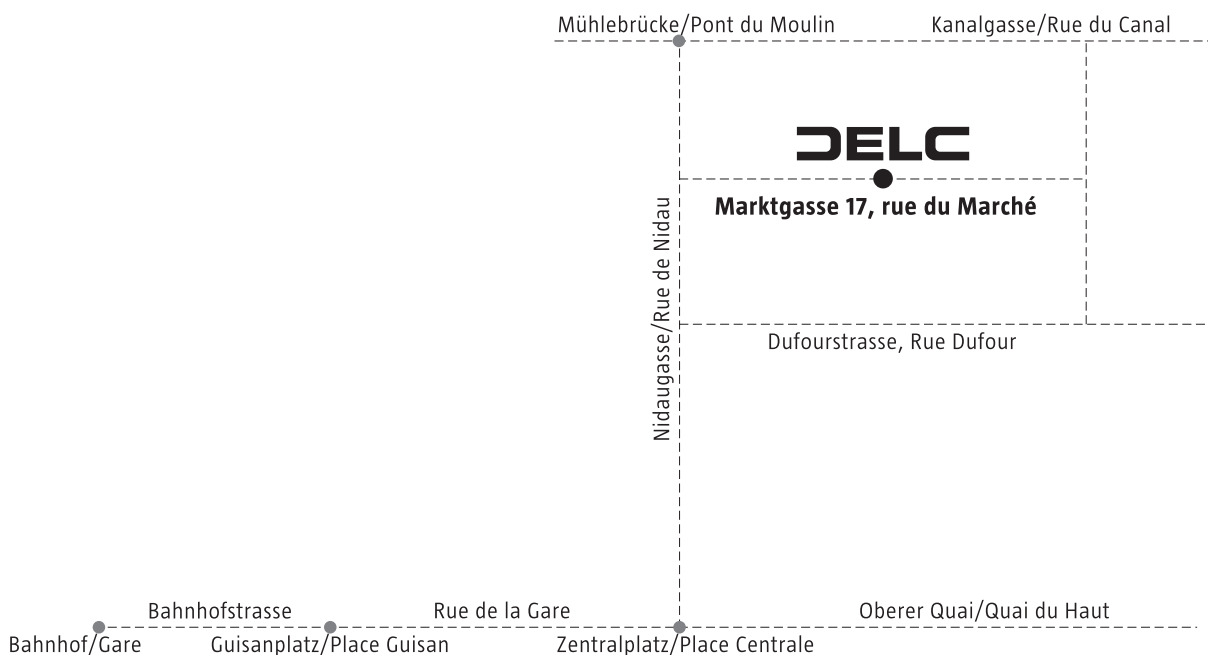 Mühlebrücke/Pont du Moulin
Kanalgasse/Rue du Canal
DELC
Marktgasse 17, rue du Marché
Nidaugasse/Rue de Nidau
Dufourstrasse, Rue Dufour
Bahnhofstrasse
Rue de la Gare
Oberer Quai/Quai du Haut
Bahnhof/Gare
Guisanplatz/Place Guisan
Zentralplatz/Place Centrale